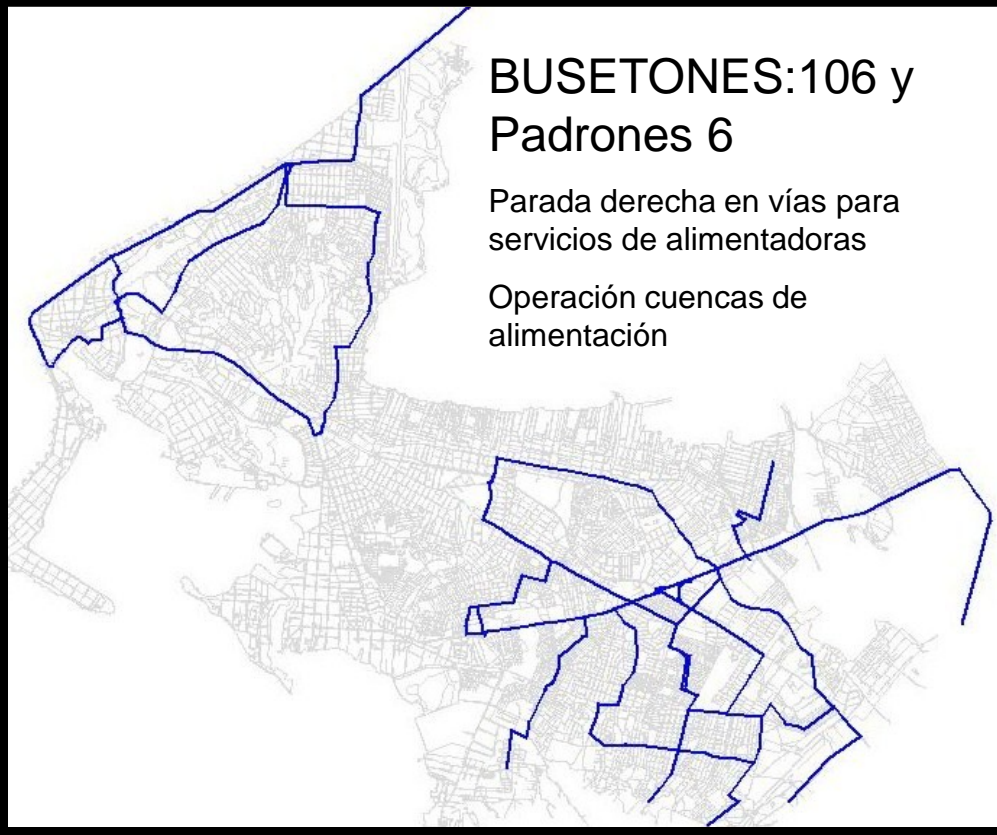 BUSETONES:106 y
Padrones 6
Parada derecha en vías para
servicios de alimentadoras
Operación cuencas de
alimentación